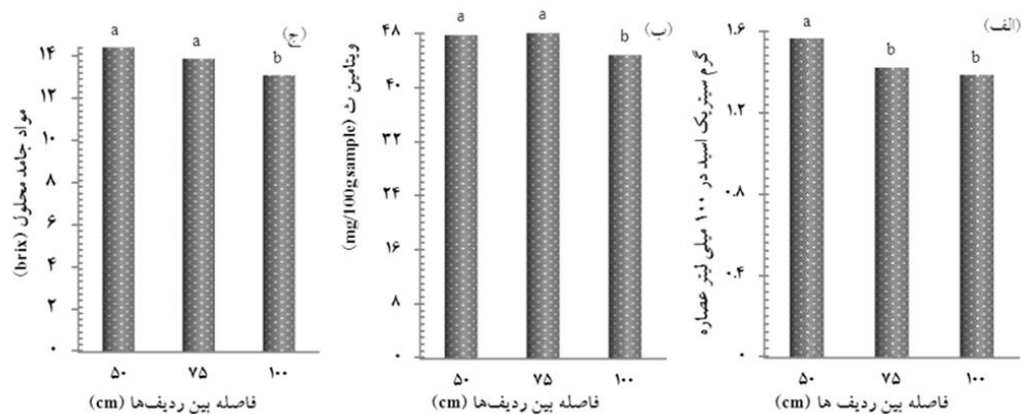 (الف)
گرم سیتریک اسید در ۱۰۰ میلی لیتر عصاره
۱.۶
۱.۲
۰.۸
۰.۴
۰
a
b
b
۵۰ ۷۵ ۱۰۰
فاصله بین ردیف ها (cm)
(ب)
ویتامین ث (mg/100gsample)
۴۸
۴۰
۳۲
۲۴
۱۶
۸
۰
a
a
b
۵۰ ۷۵ ۱۰۰
فاصله بین ردیف‌ها (cm)
(ج)
مواد جامد محلول (brix)
۱۴
۱۲
۱۰
۸
۶
۴
۲
۰
a
a
b
۵۰ ۷۵ ۱۰۰
فاصله بین ردیف‌ها (cm)